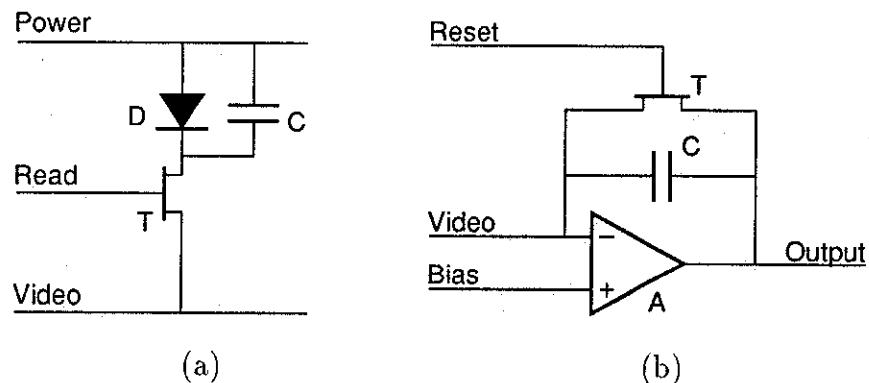 Power
D
C
Read
T
Video
(a)
Reset
T
C
Video
−
Bias
+
A
Output
(b)